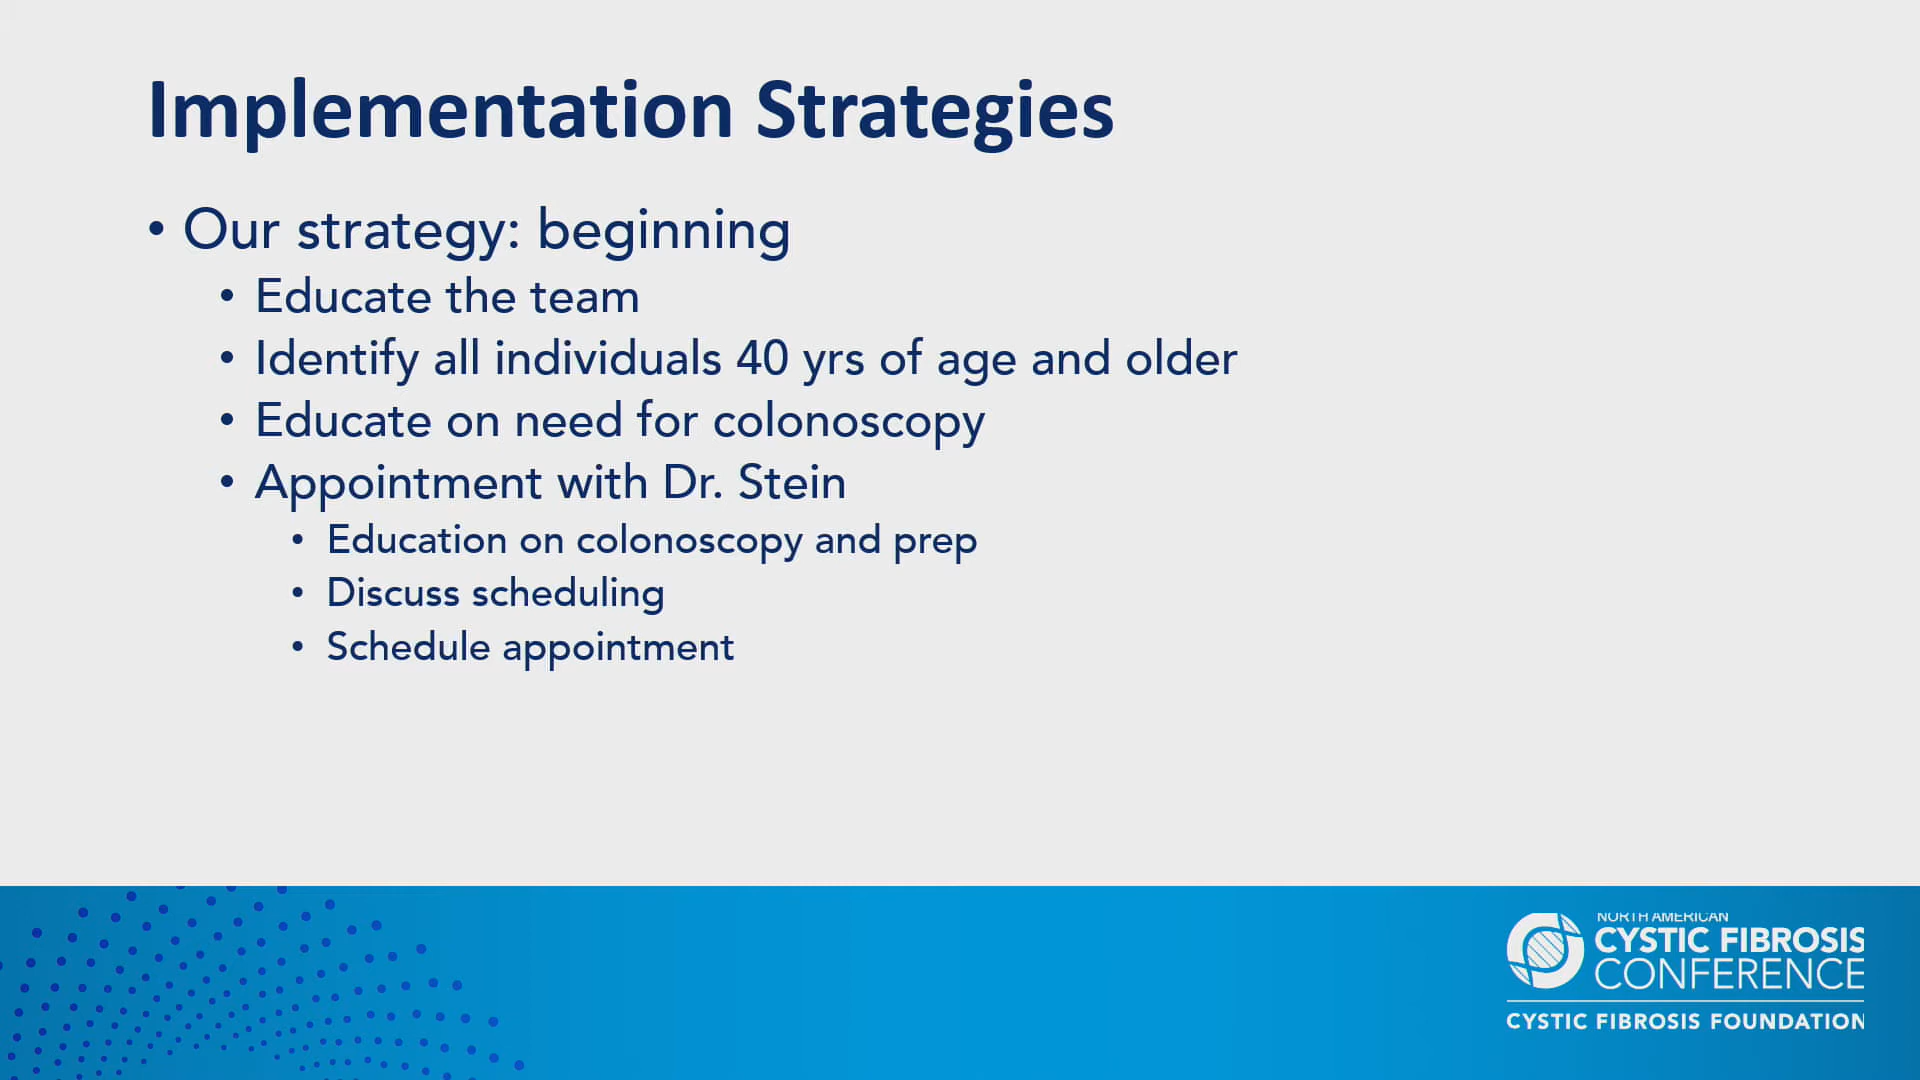 Implementation Strategies
• Our strategy: beginning
• Educate the team
• Identify all individuals 40 yrs of age and older
• Educate on need for colonoscopy
• Appointment with Dr. Stein
• Education on colonoscopy and prep
• Discuss scheduling
• Schedule appointment
NORTH AMERICAN
CYSTIC FIBROSIS
CONFERENCE
CYSTIC FIBROSIS FOUNDATION